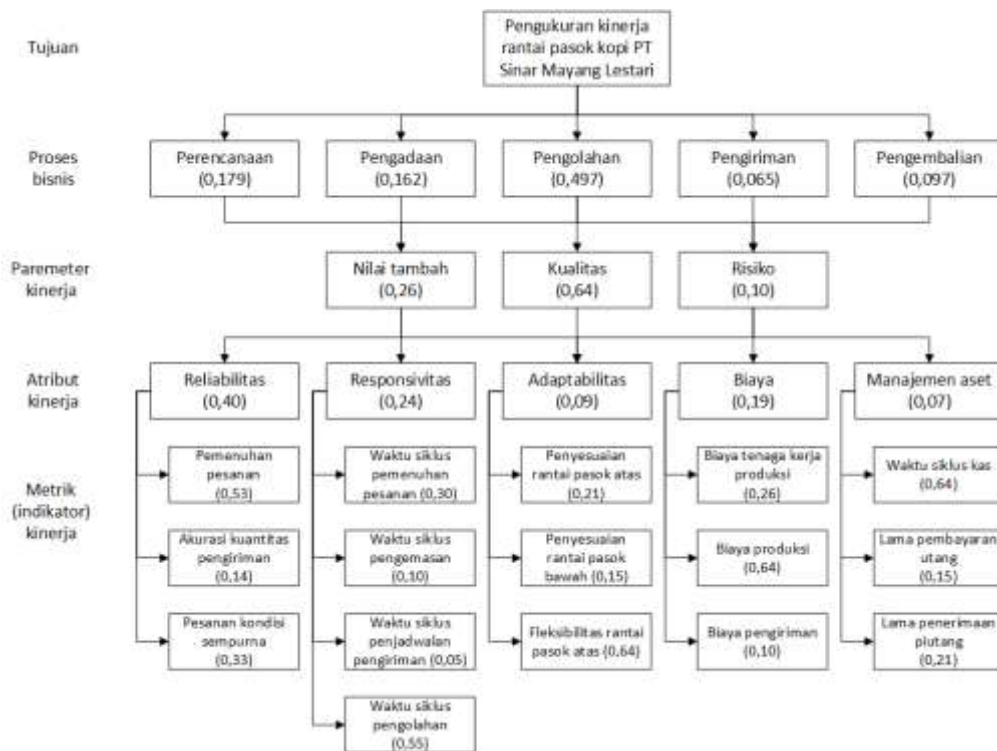 Tujuan
Pengukuran kinerja
rantai pasok kopi PT
Sinar Mayang Lestari
Proses
bisnis
Perencanaan
(0,179)
Pengadaan
(0,162)
Pengolahan
(0,497)
Pengiriman
(0,065)
Pengembalian
(0,097)
Paremeter
kinerja
Nilai tambah
(0,26)
Kualitas
(0,64)
Risiko
(0,10)
Atribut
kinerja
Reliabilitas
(0,40)
Responsivitas
(0,24)
Adaptabilitas
(0,09)
Biaya
(0,19)
Manajemen aset
(0,07)
Metrik
(indikator)
kinerja
Pemenuhan
pesanan
(0,53)
Akurasi kuantitas
pengiriman
(0,14)
Pesanan kondisi
sempurna
(0,33)
Waktu siklus
pemenuhan
pesanan (0,30)
Waktu siklus
pengemasan
(0,10)
Waktu siklus
penjadwalan
pengiriman (0,05)
Waktu siklus
pengolahan
(0,55)
Penyesuaian
rantai pasok atas
(0,21)
Penyesuaian
rantai pasok
bawah (0,15)
Fleksibilitas rantai
pasok atas (0,64)
Biaya tenaga kerja
produksi
(0,26)
Biaya produksi
(0,64)
Biaya pengiriman
(0,10)
Waktu siklus kas
(0,64)
Lama pembayaran
utang
(0,15)
Lama penerimaan
piutang
(0,21)